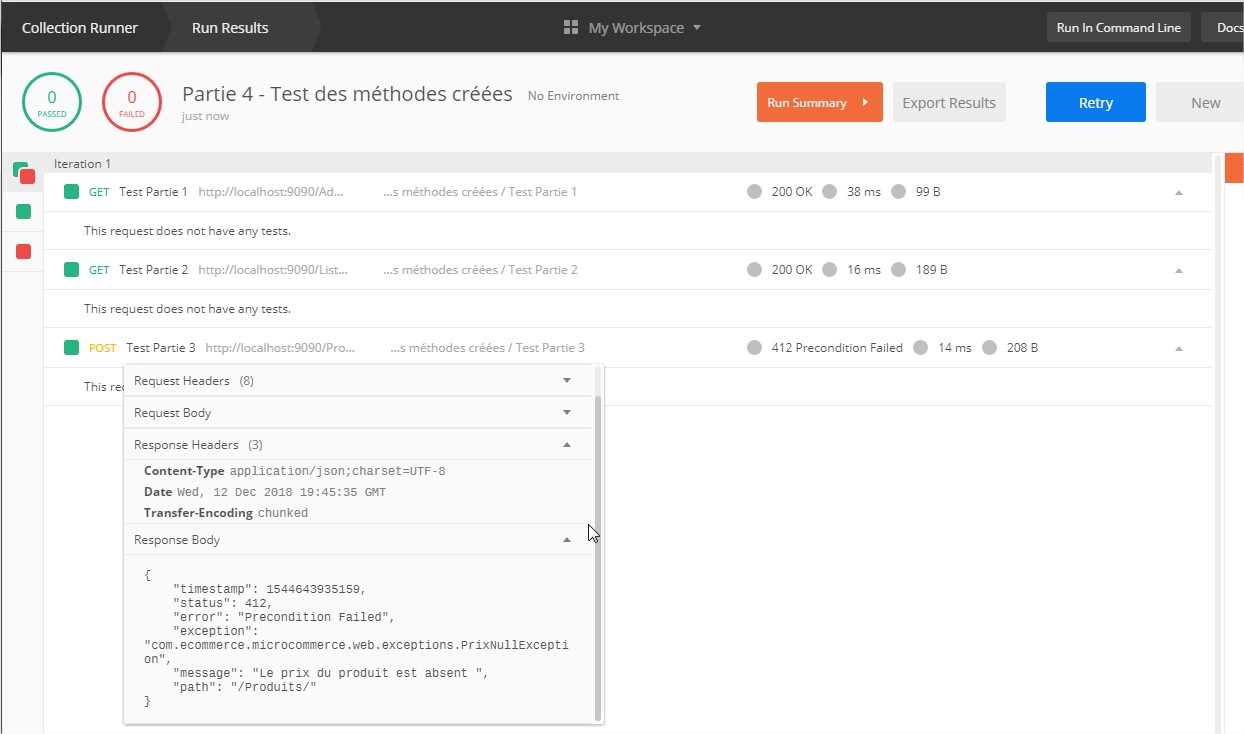 Collection Runner Run Results My Workspace Run In Command Line Docs
0 PASSED
0 FAILED
Partie 4 - Test des méthodes créées No Environment
just now
Run Summary Export Results Retry New
Iteration 1
GET Test Partie 1 http://localhost:9090/Ad... ...s méthodes créées / Test Partie 1 200 OK 38 ms 99 B
This request does not have any tests.
GET Test Partie 2 http://localhost:9090/List... ...s méthodes créées / Test Partie 2 200 OK 16 ms 189 B
This request does not have any tests.
POST Test Partie 3 http://localhost:9090/Pro... ...s méthodes créées / Test Partie 3 412 Precondition Failed 14 ms 208 B
This rec
Request Headers (8)
Request Body
Response Headers (3)
Content-Type application/json;charset=UTF-8
Date Wed, 12 Dec 2018 19:45:35 GMT
Transfer-Encoding chunked
Response Body
{
"timestamp": 1544643935159,
"status": 412,
"error": "Precondition Failed",
"exception":
"com.ecommerce.microcommerce.web.exceptions.PrixNullExcepti
on",
"message": "Le prix du produit est absent ",
"path": "/Produits/"
}